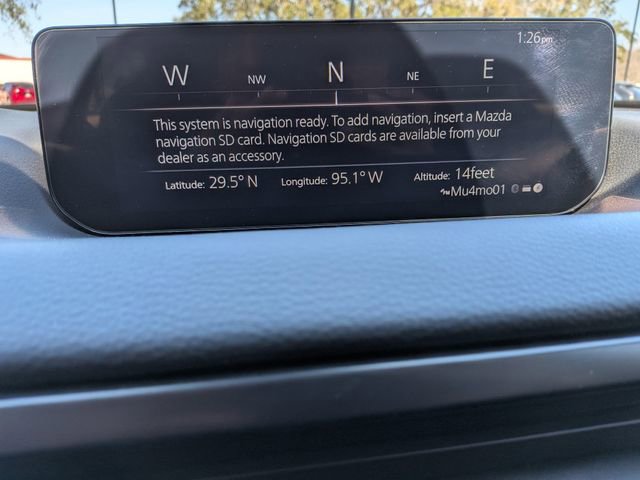 1:26pm
W NW N NE E
This system is navigation ready. To add navigation, insert a Mazda
navigation SD card. Navigation SD cards are available from your
dealer as an accessory.
Latitude: 29.5° N Longitude: 95.1° W Altitude: 14feet
Mu4mo01